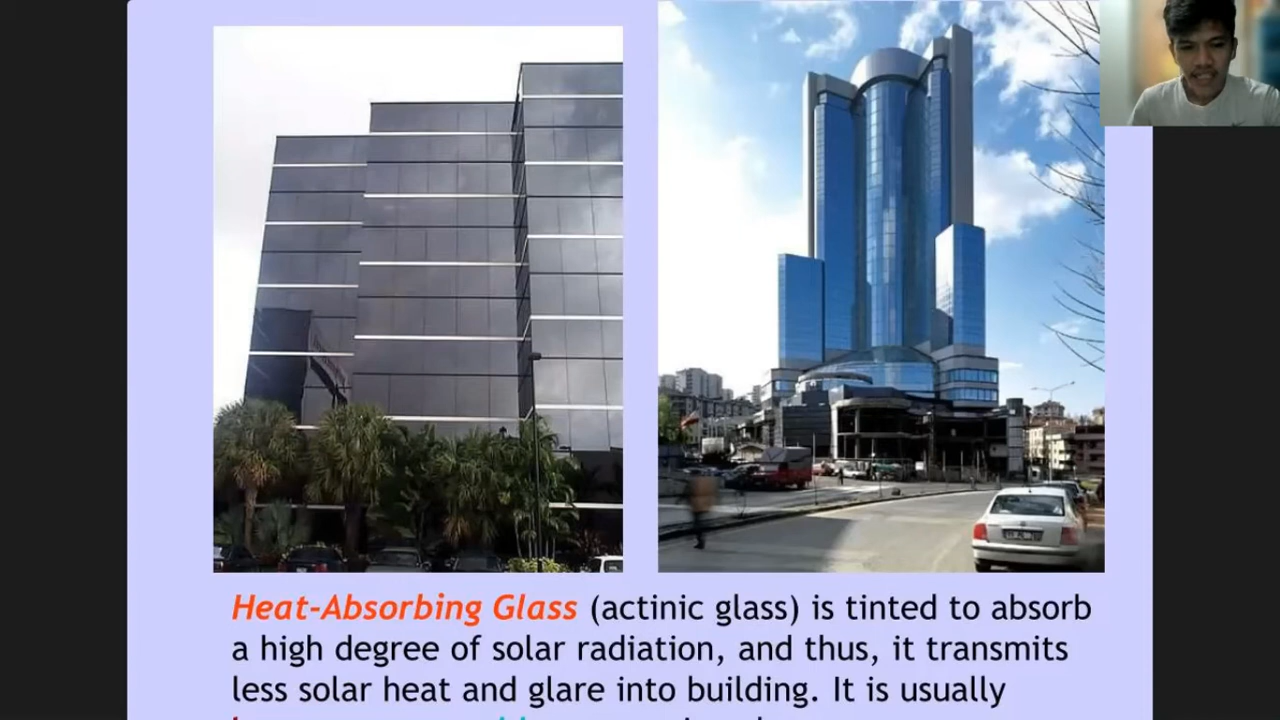 Heat-Absorbing Glass (actinic glass) is tinted to absorb
a high degree of solar radiation, and thus, it transmits
less solar heat and glare into building. It is usually